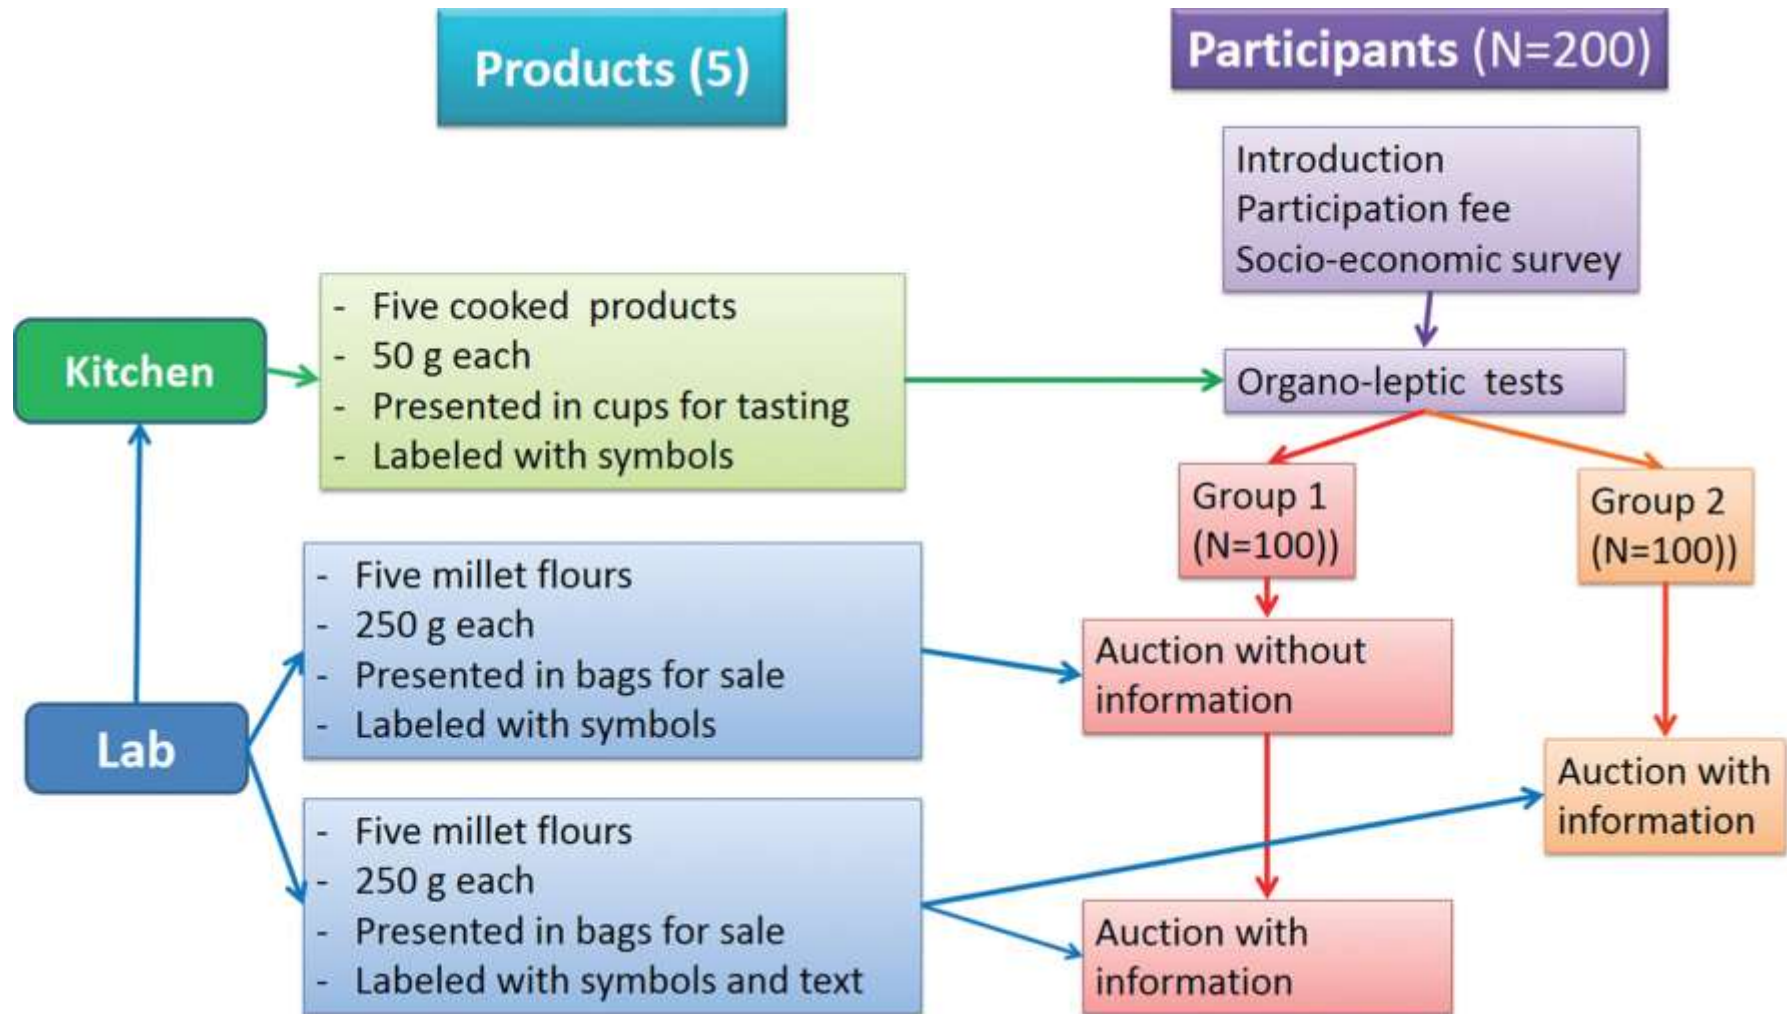 Products (5)
Participants (N=200)
Introduction
Participation fee
Socio-economic survey
Kitchen
- Five cooked products
- 50 g each
- Presented in cups for tasting
- Labeled with symbols
Organo-leptic tests
Group 1
(N=100))
Group 2
(N=100))
- Five millet flours
- 250 g each
- Presented in bags for sale
- Labeled with symbols
Auction without
information
Lab
Auction with
information
- Five millet flours
- 250 g each
- Presented in bags for sale
- Labeled with symbols and text
Auction with
information